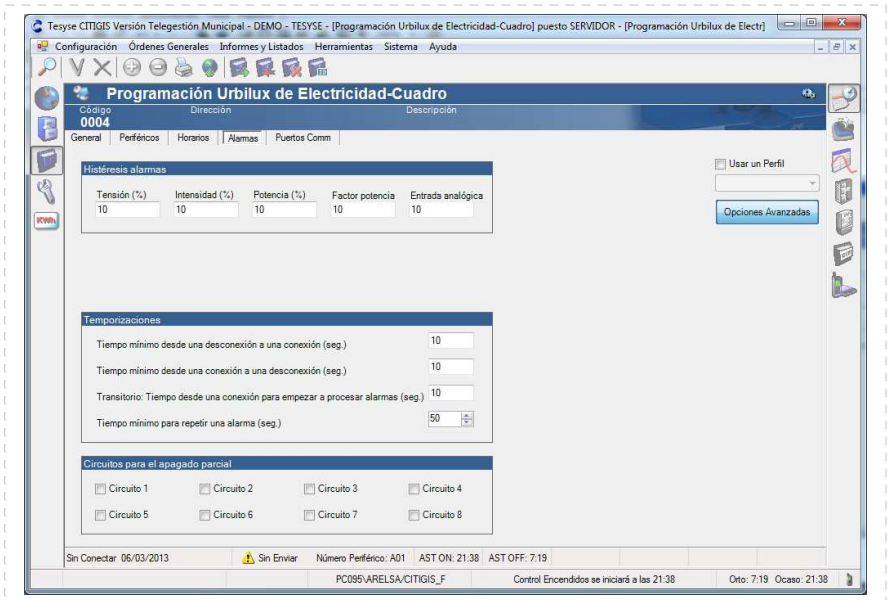 Tesyse CITIGIS Versión Telegestión Municipal - DEMO - TESYSE - [Programación Urbilux de Electricidad-Cuadro] puesto SERVIDOR - [Programación Urbilux de Electr]
Configuración Órdenes Generales Informes y Listados Herramientas Sistema Ayuda
Programación Urbilux de Electricidad-Cuadro
Código Dirección Descripción
0004
General Periféricos Horarios Alarmas Puertos Comm
Histéresis alarmas
Usar un Perfil
Tensión (%) Intensidad (%) Potencia (%) Factor potencia Entrada analógica
10 10 10 10 10
Opciones Avanzadas
KWh
Temporizaciones
Tiempo mínimo desde una desconexión a una conexión (seg.) 10
Tiempo mínimo desde una conexión a una desconexión (seg.) 10
Transitorio: Tiempo desde una conexión para empezar a procesar alarmas (seg.) 10
Tiempo mínimo para repetir una alarma (seg.) 50
Circuitos para el apagado parcial
Circuito 1 Circuito 2 Circuito 3 Circuito 4
Circuito 5 Circuito 6 Circuito 7 Circuito 8
Sin Conectar 06/03/2013 Sin Enviar Número Periférico: A01 AST ON: 21:38 AST OFF: 7:19
PC095\ARELSA/CITIGIS_F Control Encendidos se iniciará a las 21:38 Orto: 7:19 Ocaso: 21:38